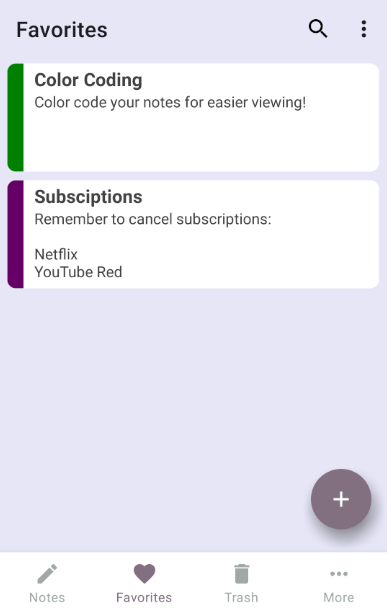 Favorites
Color Coding
Color code your notes for easier viewing!
Subsciptions
Remember to cancel subscriptions:
Netflix
YouTube Red
Notes
Favorites
Trash
More